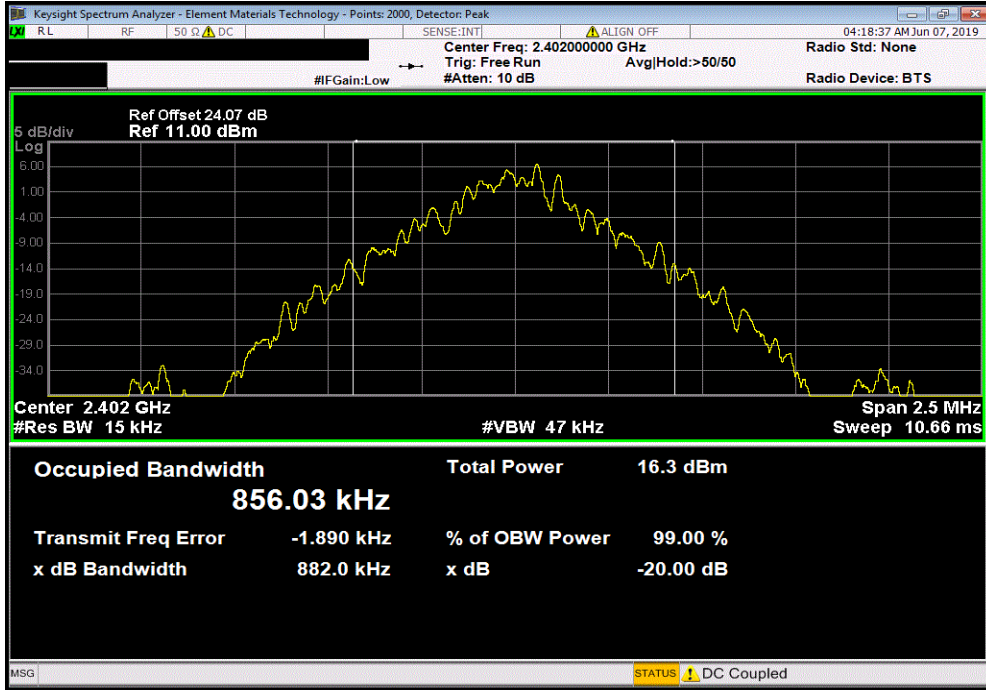 Keysight Spectrum Analyzer - Element Materials Technology - Points: 2000, Detector: Peak
LXI RL RF 50 Ω DC SENSE:INT ALIGN OFF 04:18:37 AM Jun 07, 2019
Center Freq: 2.402000000 GHz Radio Std: None
Trig: Free Run Avg|Hold:>50/50
#IFGain:Low #Atten: 10 dB Radio Device: BTS
Ref Offset 24.07 dB
5 dB/div Ref 11.00 dBm
Log
6.00
1.00
-4.00
-9.00
-14.0
-19.0
-24.0
-29.0
-34.0
Center 2.402 GHz Span 2.5 MHz
#Res BW 15 kHz #VBW 47 kHz Sweep 10.66 ms
Occupied Bandwidth Total Power 16.3 dBm
856.03 kHz
Transmit Freq Error -1.890 kHz % of OBW Power 99.00 %
x dB Bandwidth 882.0 kHz x dB -20.00 dB
MSG STATUS DC Coupled